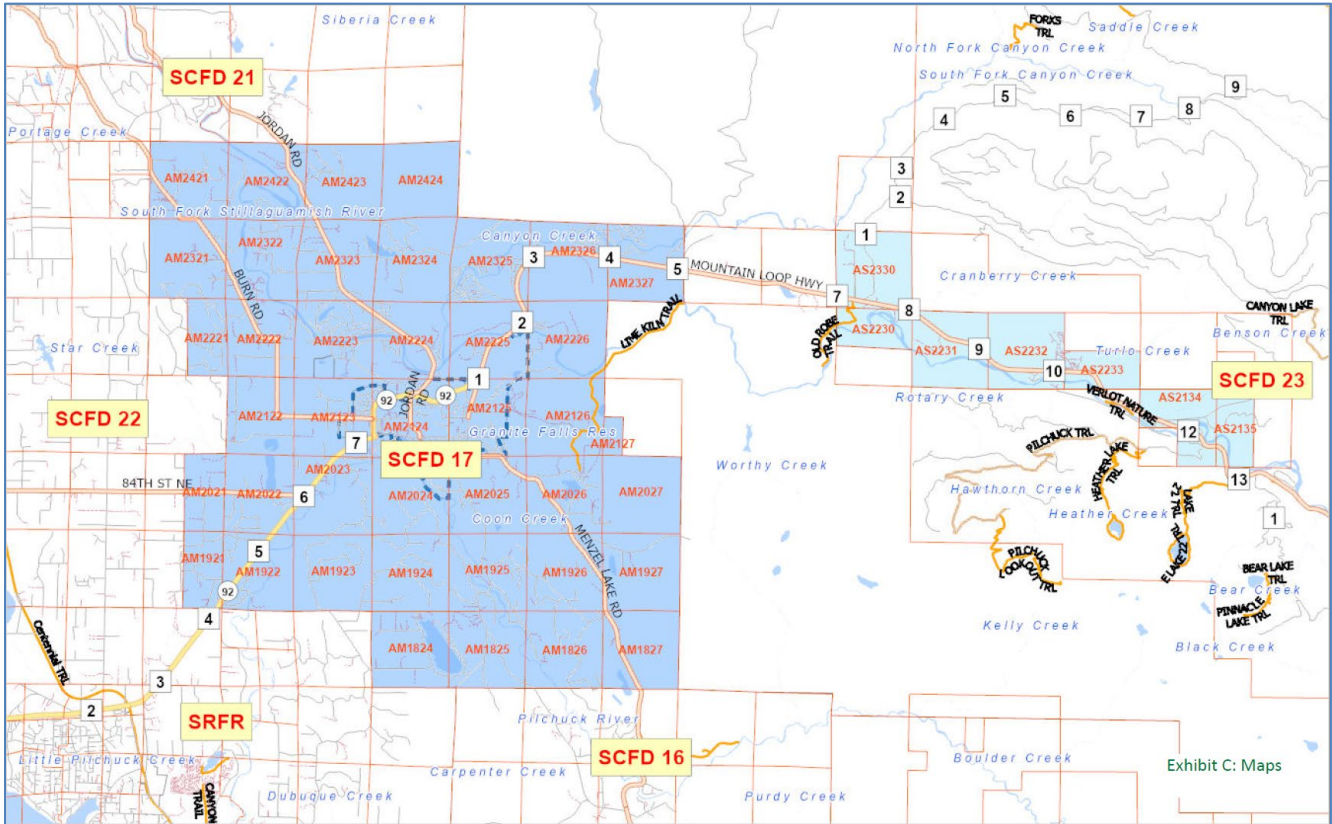 Siberia Creek
FORKS
TRL
Saddie Creek
North Fork Canyon Creek
SCFD 21
South Fork Canyon Creek
9
5
8
4
6
7
JORDAN RD
Portage Creek
AM2421
AM2422
AM2423
AM2424
3
2
South Fork Stillaguamish River
AM2322
Canyon Creek
1
AM2321
AM2323
AM2324
AM2325
3
AM2326
4
5
MOUNTAIN LOOP HWY
AS2330
Cranberry Creek
AM2327
BURN RD
7
8
CANYON LAKE
TRL
Benson Creek
LIME KILN TRAIL
OLD ROBE
TRAIL
AS2230
2
AM2221
AM2222
AM2223
AM2224
AM2225
AM2226
Star Creek
AS2231
9
AS2232
Turlo Creek
10
AS2233
SCFD 23
1
Rotary Creek
AS2134
92
92
JORDAN
RD
SCFD 22
AM2122
AM2123
AM2124
AM2125
AM2126
VERLOT NATURE
TRL
AS2135
Granite Falls Res
12
7
AM2127
PILCHUCK TRL
SCFD 17
Worthy Creek
HEATHER LAKE
TRL
AM2023
13
84TH ST NE
AM2021
AM2022
6
AM2024
AM2025
AM2026
AM2027
Hawthorn Creek
LAKE
22 TRL
TRL
Heather Creek
1
Coon Creek
MENZEL LAKE RD
E LAKE 22
5
AM1921
AM1922
AM1923
AM1924
AM1925
AM1926
AM1927
PILCHUCK
LOOKOUT TRL
BEAR LAKE
TRL
Bear Creek
92
4
PINNACLE
LAKE TRL
Kelly Creek
Black Creek
Centennial TRL
AM1824
AM1825
AM1826
AM1827
3
2
SRFR
Pilchuck River
SCFD 16
Boulder Creek
Exhibit C: Maps
Little Pilchuck Creek
Carpenter Creek
CANYON
TRAIL
Dubuque Creek
Purdy Creek